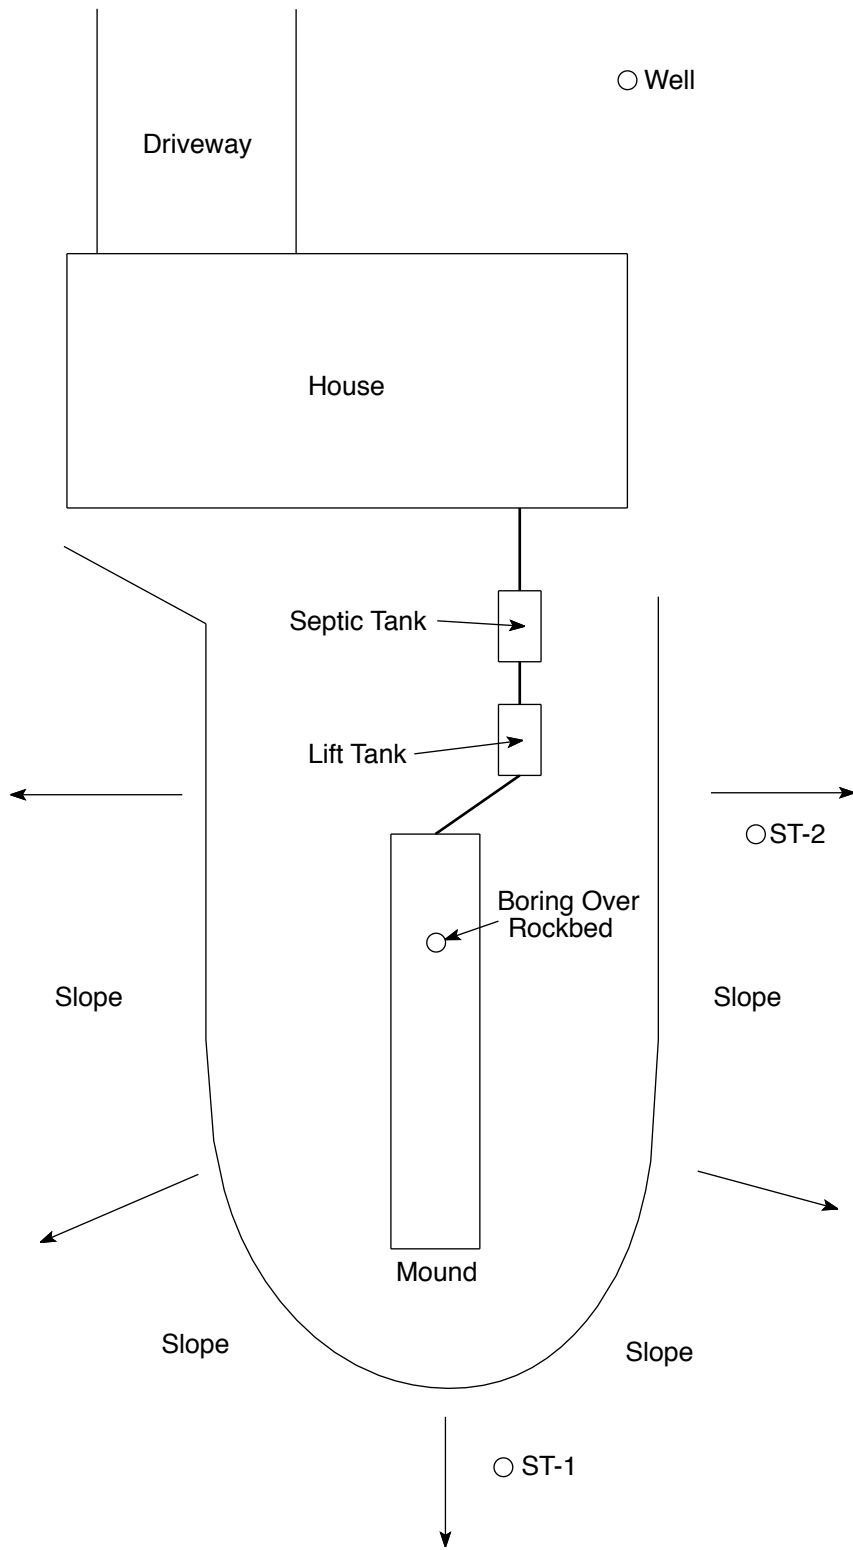 Well
Driveway
House
Septic Tank
Lift Tank
ST-2
Boring Over
Rockbed
Slope
Slope
Mound
Slope
Slope
ST-1